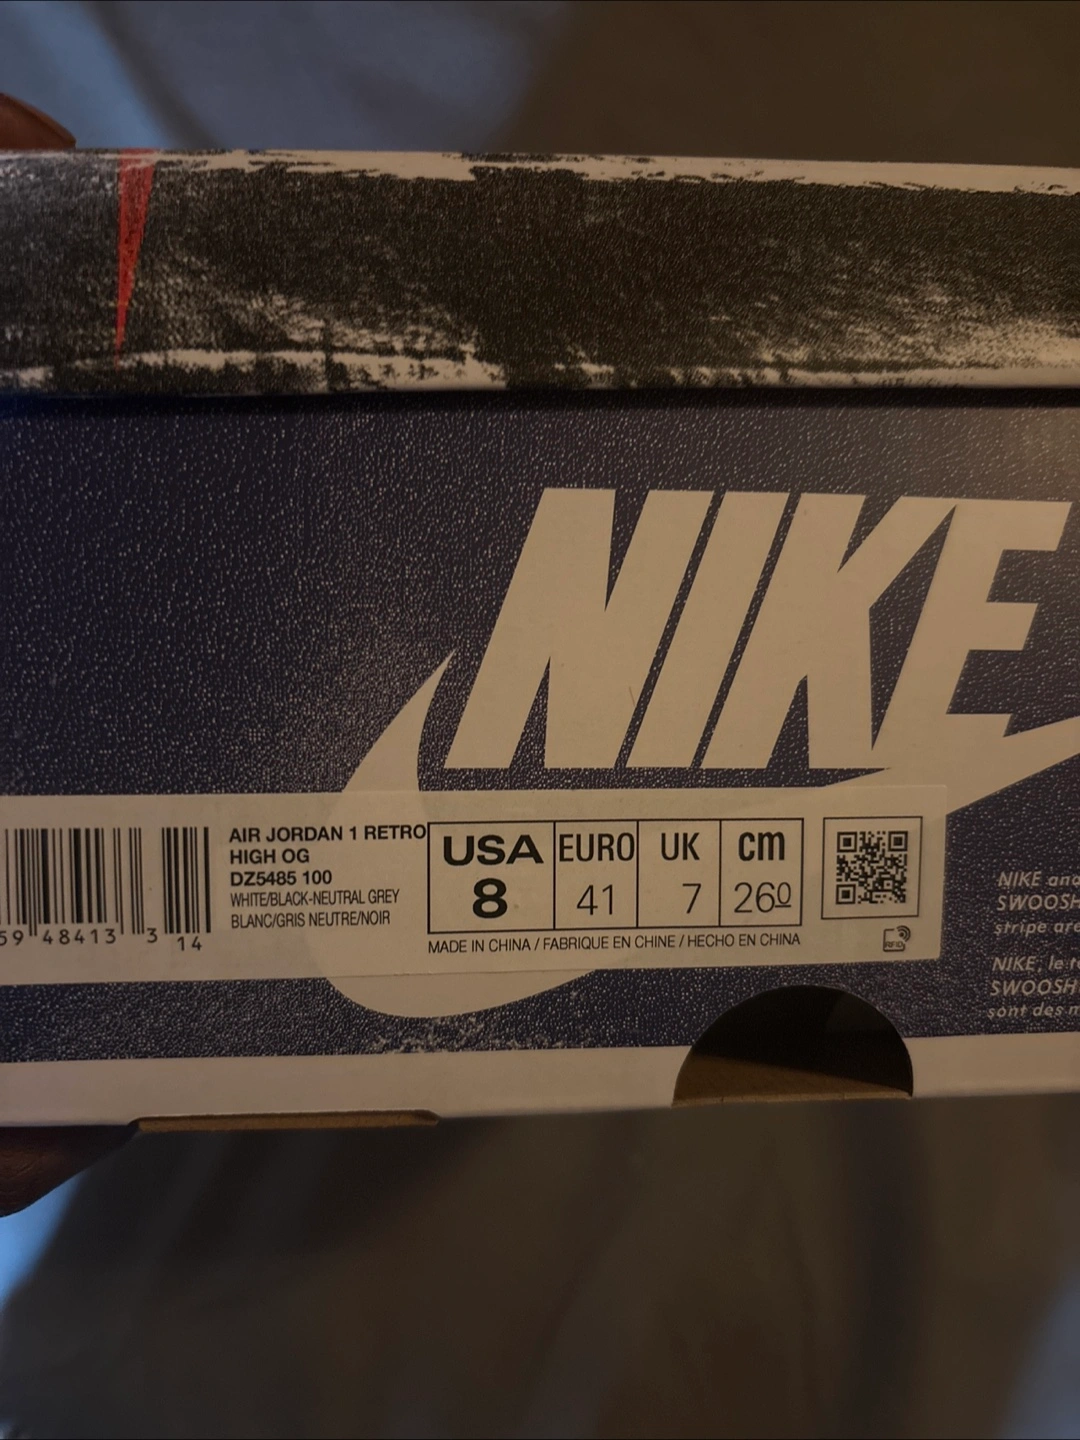 NIKE
AIR JORDAN 1 RETRO
HIGH OG
DZ5485 100
WHITE/BLACK-NEUTRAL GREY
BLANC/GRIS NEUTRE/NOIR
59 48413 3 14
USA EURO UK cm
8 41 7 260
MADE IN CHINA / FABRIQUE EN CHINE / HECHO EN CHINA
RFID
NIKE and
SWOOSH
stripe are
NIKE, le
SWOOSH
sont des